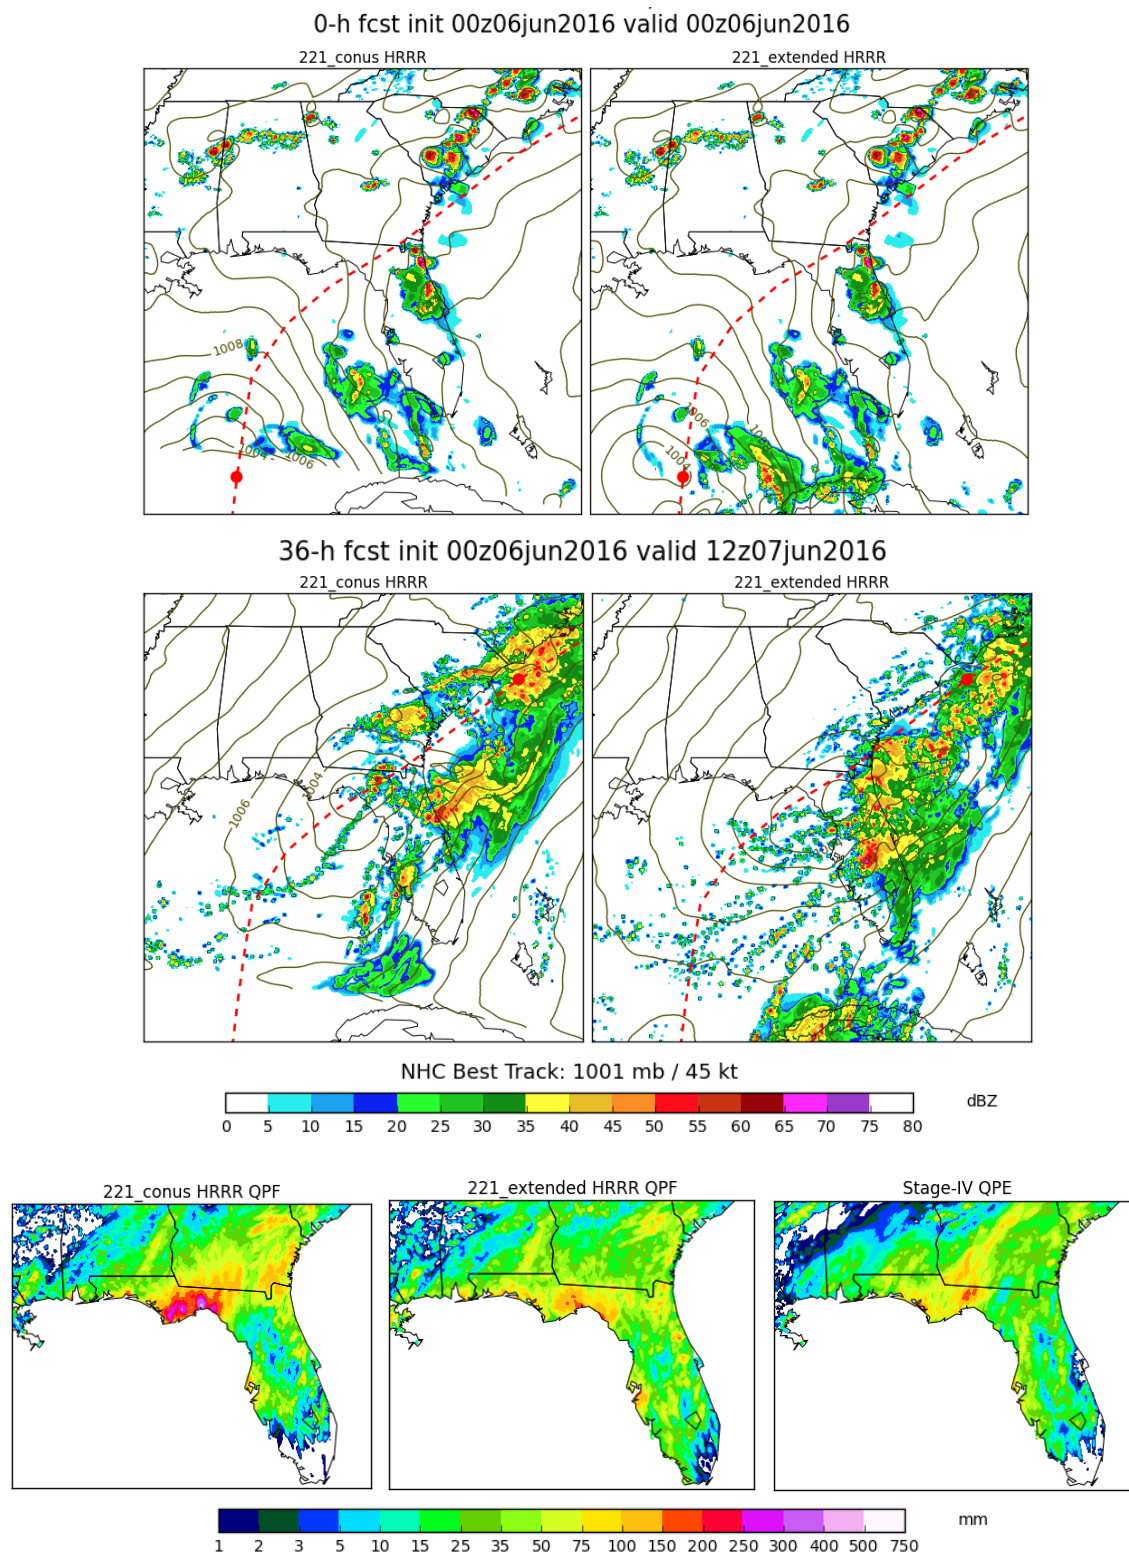 0-h fcst init 00z06jun2016 valid 00z06jun2016
221_conus HRRR
221_extended HRRR
1008
1004
1006
1006
1004
36-h fcst init 00z06jun2016 valid 12z07jun2016
221_conus HRRR
221_extended HRRR
1004
1006
NHC Best Track: 1001 mb / 45 kt
dBZ
0 5 10 15 20 25 30 35 40 45 50 55 60 65 70 75 80
221_conus HRRR QPF
221_extended HRRR QPF
Stage-IV QPE
mm
1 2 3 5 10 15 25 35 50 75 100 150 200 250 300 400 500 750